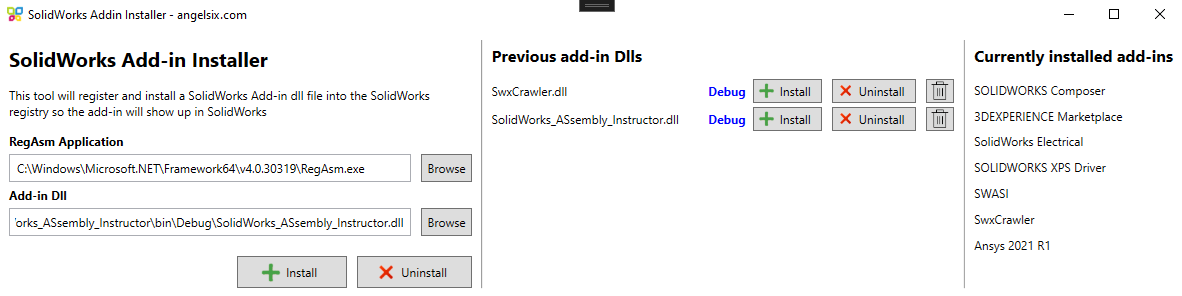 SolidWorks Addin Installer - angelsix.com
SolidWorks Add-in Installer
This tool will register and install a SolidWorks Add-in dll file into the SolidWorks
registry so the add-in will show up in SolidWorks
RegAsm Application
C:\Windows\Microsoft.NET\Framework64\v4.0.30319\RegAsm.exe
Browse
Add-in Dll
orks_ASsembly_Instructor\bin\Debug\SolidWorks_ASsembly_Instructor.dll
Browse
Install
Uninstall
Previous add-in Dlls
SwxCrawler.dll Debug Install Uninstall
SolidWorks_ASsembly_Instructor.dll Debug Install Uninstall
Currently installed add-ins
SOLIDWORKS Composer
3DEXPERIENCE Marketplace
SolidWorks Electrical
SOLIDWORKS XPS Driver
SWASI
SwxCrawler
Ansys 2021 R1